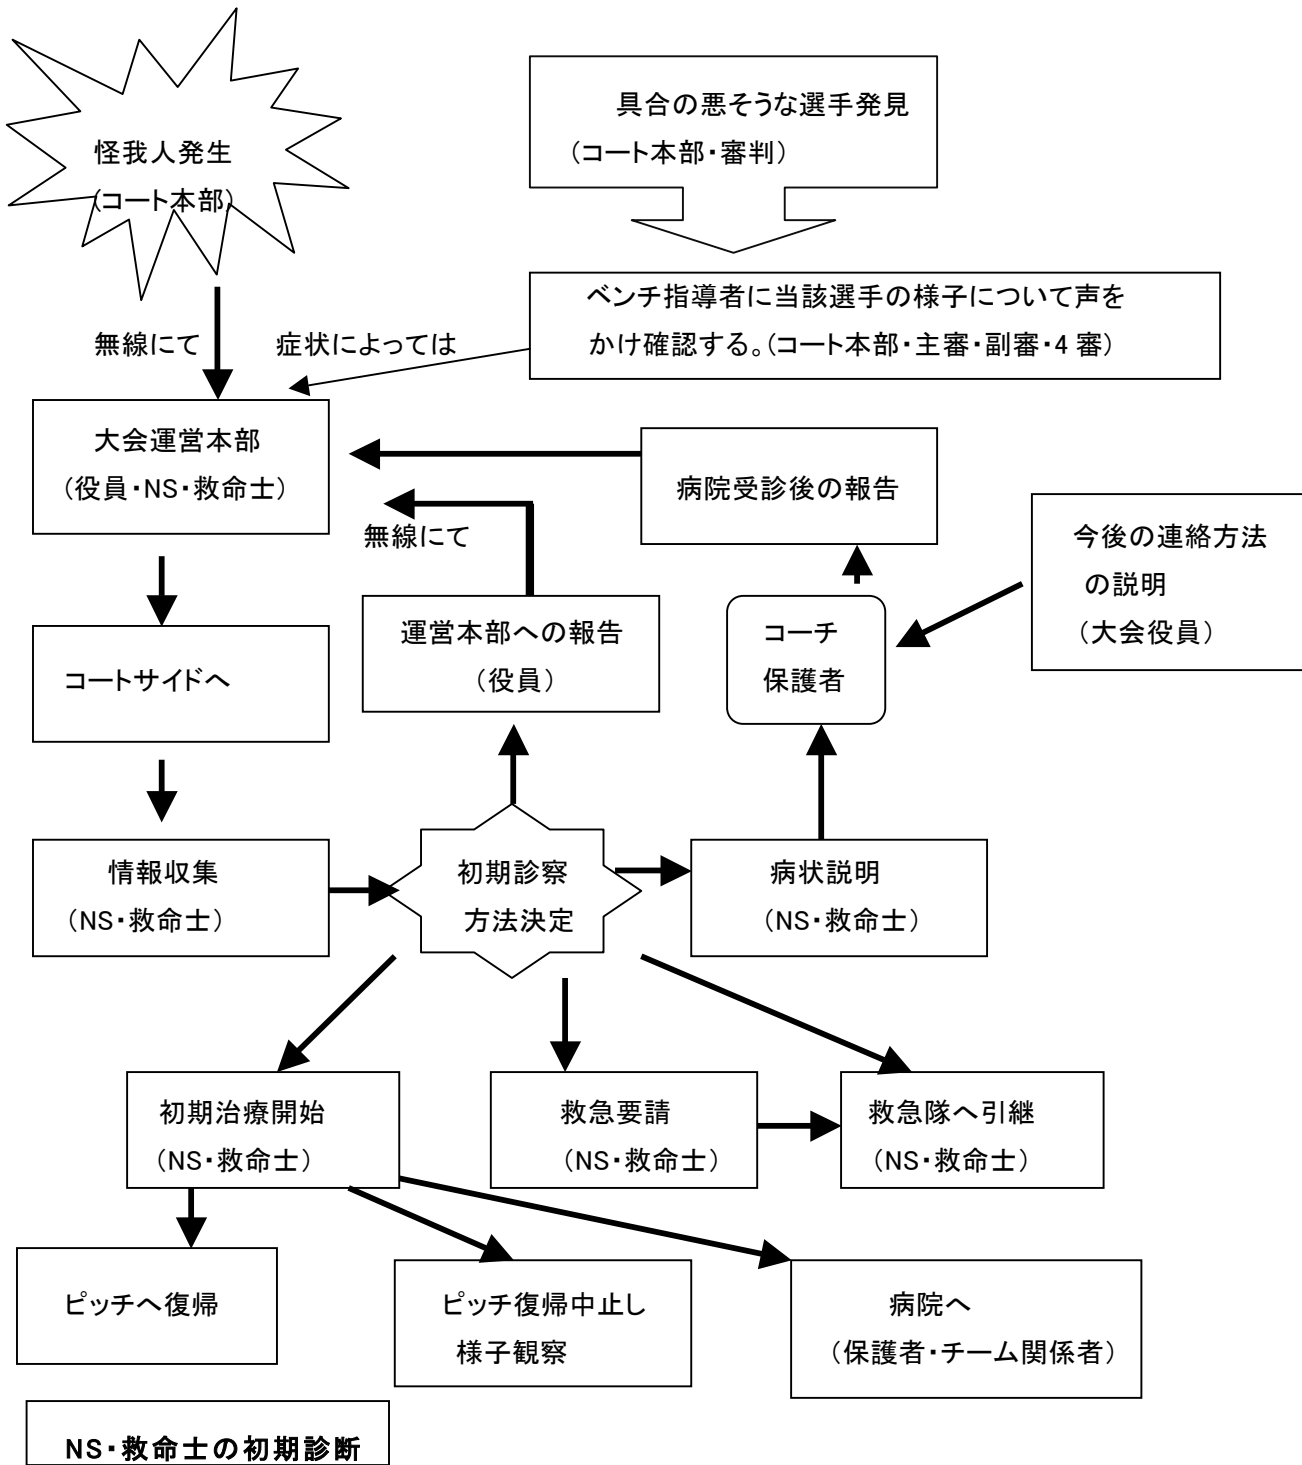 怪我人発生
(コート本部)
具合の悪そうな選手発見
(コート本部・審判)
ベンチ指導者に当該選手の様子について声を
かけ確認する。(コート本部・主審・副審・4 審)
無線にて
症状によっては
大会運営本部
(役員・NS・救命士)
病院受診後の報告
無線にて
今後の連絡方法
の説明
(大会役員)
運営本部への報告
(役員)
コーチ
保護者
コートサイドへ
情報収集
(NS・救命士)
初期診察
方法決定
病状説明
(NS・救命士)
初期治療開始
(NS・救命士)
救急要請
(NS・救命士)
救急隊へ引継
(NS・救命士)
ピッチへ復帰
ピッチ復帰中止し
様子観察
病院へ
(保護者・チーム関係者)
NS・救命士の初期診断